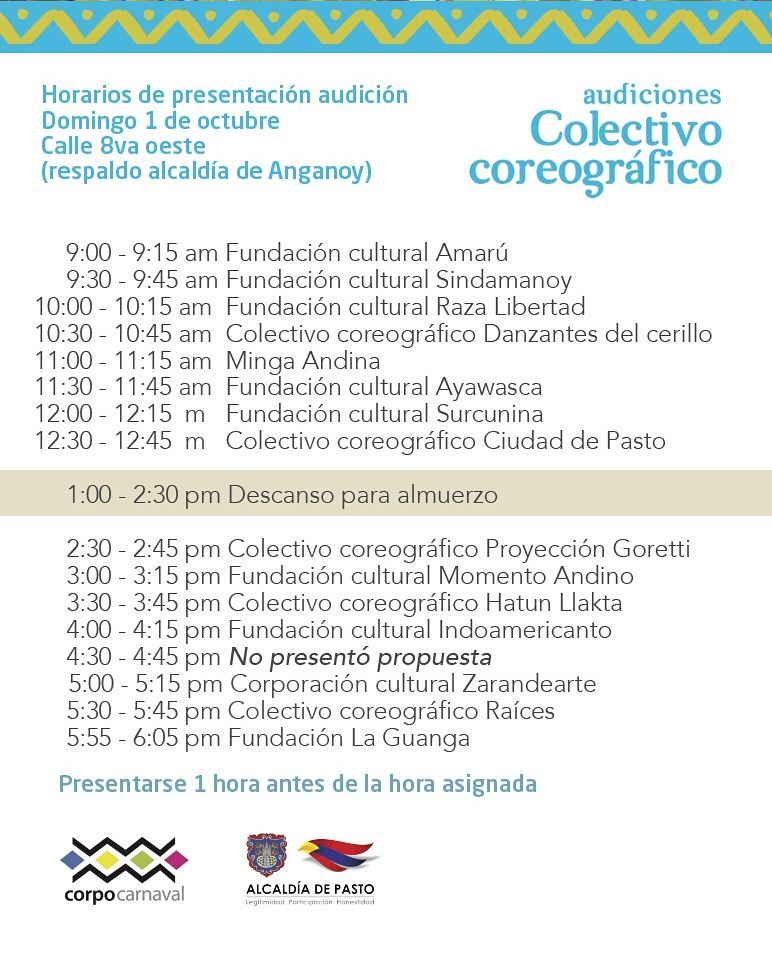 Horarios de presentación audición
Domingo 1 de octubre
Calle 8va oeste
(respaldo alcaldía de Anganoy)
audiciones
Colectivo
coreográfico
9:00 - 9:15 am Fundación cultural Amarú
9:30 - 9:45 am Fundación cultural Sindamanoy
10:00 - 10:15 am Fundación cultural Raza Libertad
10:30 - 10:45 am Colectivo coreográfico Danzantes del cerillo
11:00 - 11:15 am Minga Andina
11:30 - 11:45 am Fundación cultural Ayawasca
12:00 - 12:15 m Fundación cultural Surcunina
12:30 - 12:45 m Colectivo coreográfico Ciudad de Pasto
1:00 - 2:30 pm Descanso para almuerzo
2:30 - 2:45 pm Colectivo coreográfico Proyección Goretti
3:00 - 3:15 pm Fundación cultural Momento Andino
3:30 - 3:45 pm Colectivo coreográfico Hatun Llakta
4:00 - 4:15 pm Fundación cultural Indoamericanto
4:30 - 4:45 pm No presentó propuesta
5:00 - 5:15 pm Corporación cultural Zarandearte
5:30 - 5:45 pm Colectivo coreográfico Raíces
5:55 - 6:05 pm Fundación La Guanga
Presentarse 1 hora antes de la hora asignada
corpocarnaval
ALCALDÍA DE PASTO
Legitimidad Participación Honestidad